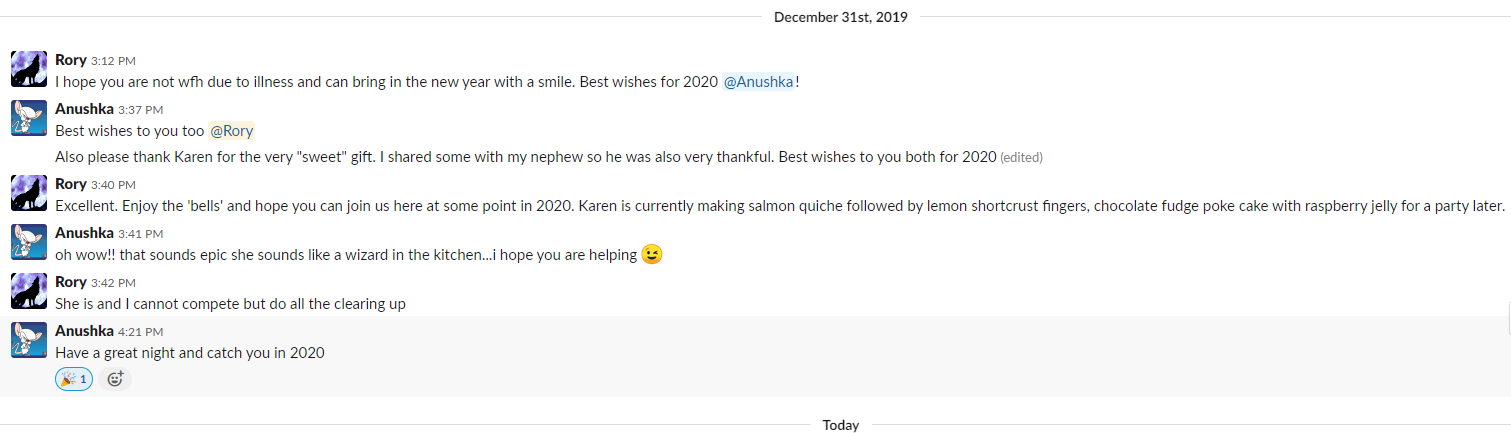 December 31st, 2019
Rory 3:12 PM
I hope you are not wfh due to illness and can bring in the new year with a smile. Best wishes for 2020 @Anushka!
Anushka 3:37 PM
Best wishes to you too @Rory
Also please thank Karen for the very "sweet" gift. I shared some with my nephew so he was also very thankful. Best wishes to you both for 2020 (edited)
Rory 3:40 PM
Excellent. Enjoy the 'bells' and hope you can join us here at some point in 2020. Karen is currently making salmon quiche followed by lemon shortcrust fingers, chocolate fudge poke cake with raspberry jelly for a party later.
Anushka 3:41 PM
oh wow!! that sounds epic she sounds like a wizard in the kitchen...i hope you are helping 😉
Rory 3:42 PM
She is and I cannot compete but do all the clearing up
Anushka 4:21 PM
Have a great night and catch you in 2020
🎉 1
Today